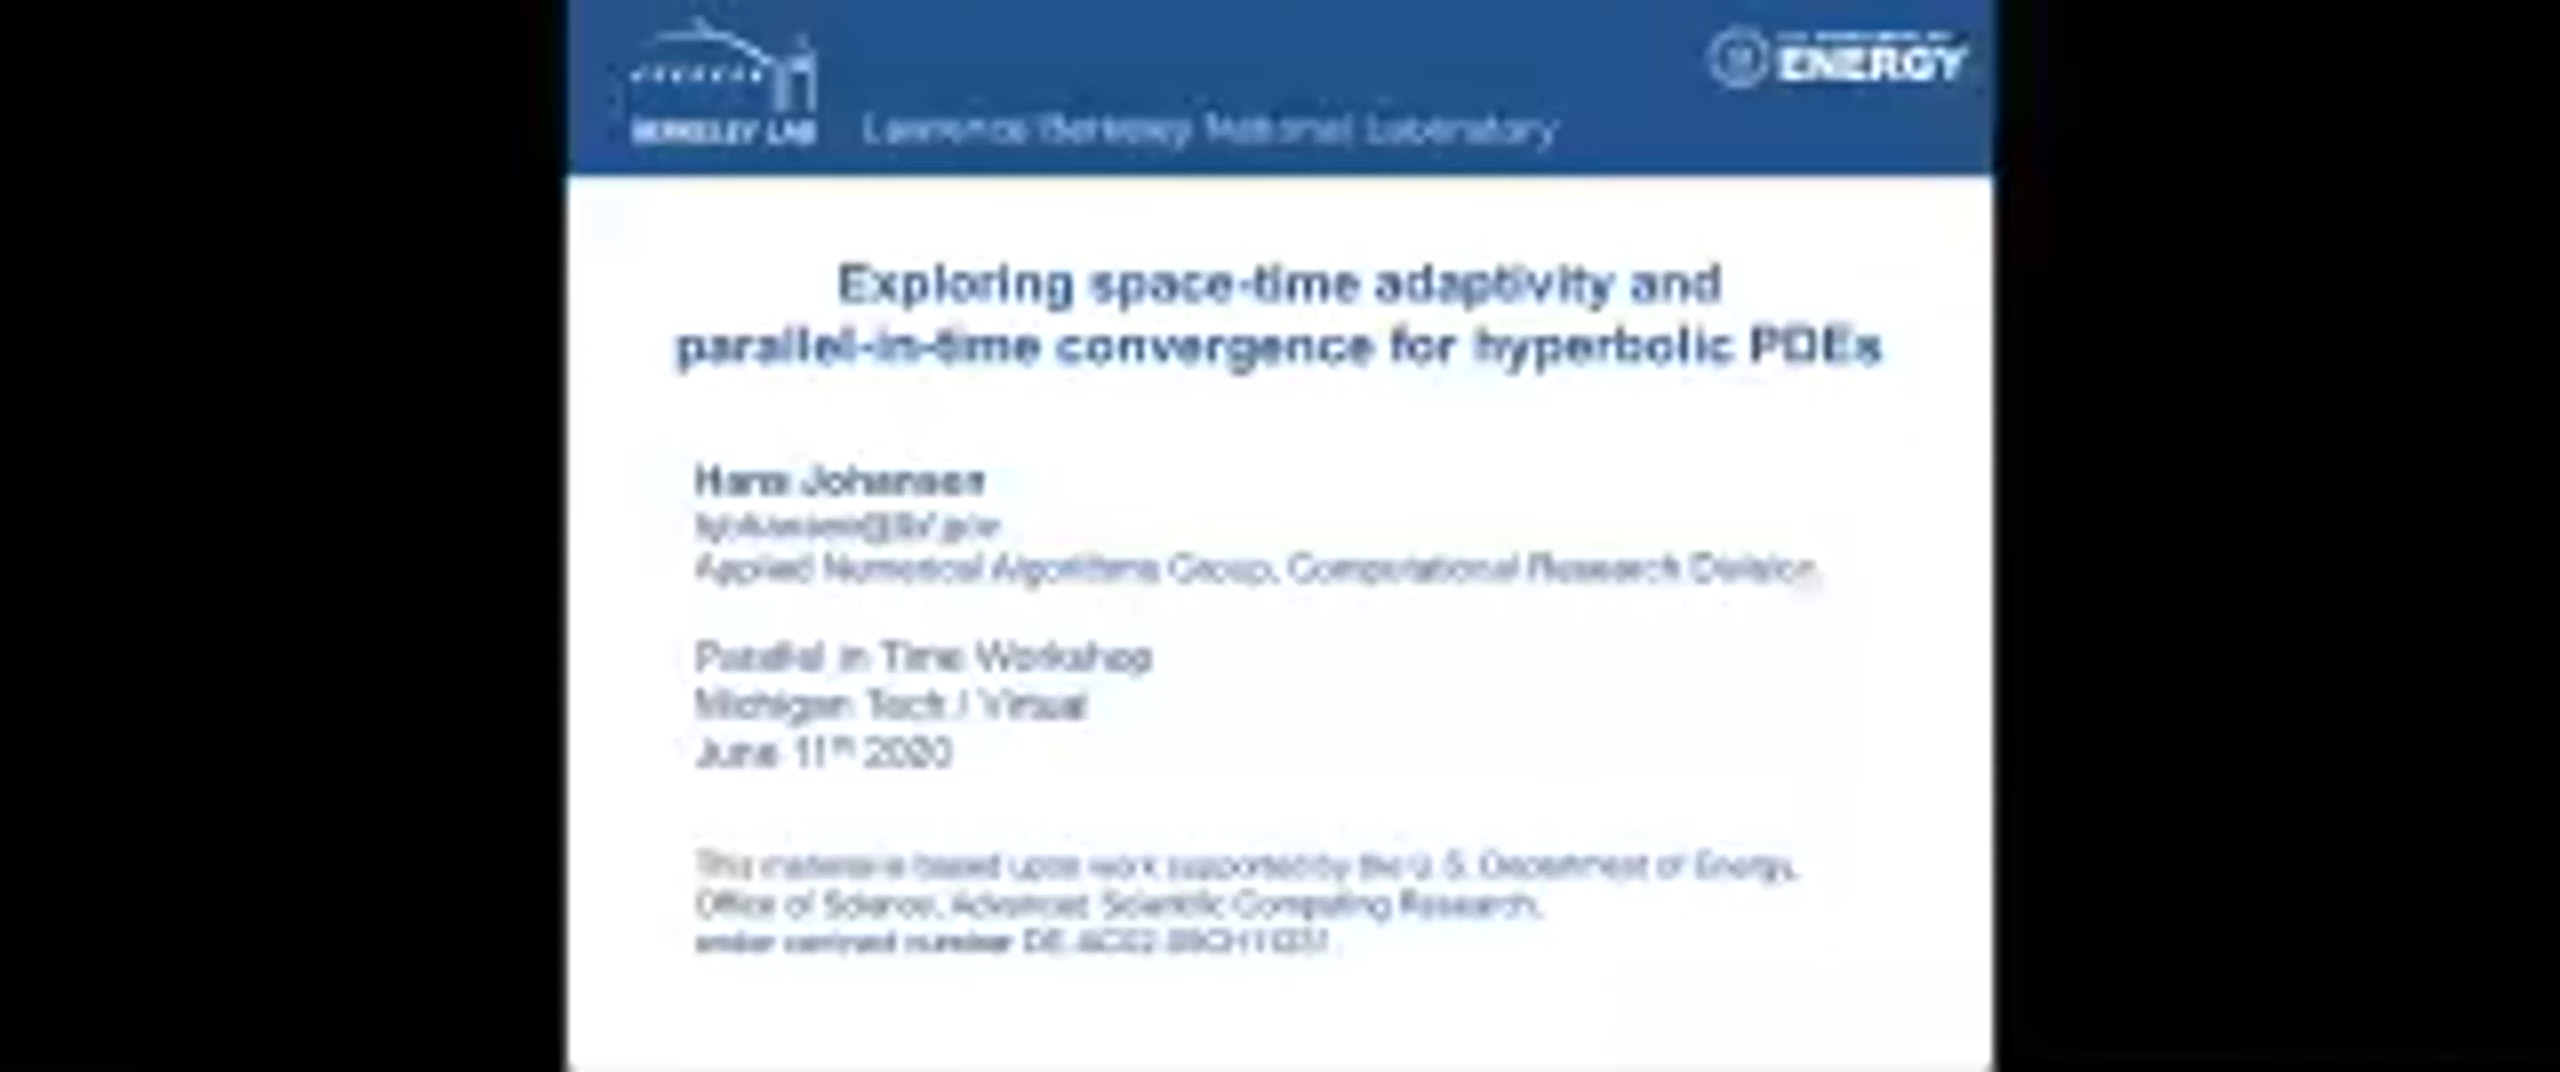 ENERGY
BERKELEY LAB
Lawrence Berkeley National Laboratory
Exploring space-time adaptivity and
parallel-in-time convergence for hyperbolic PDEs
Hans Johansen
Applied Numerical Algorithms Group, Computational Research Division
Parallel in Time Workshop
Michigan Tech / Virtual
June 11th 2020
This material is based upon work supported by the U.S. Department of Energy,
Office of Science, Advanced Scientific Computing Research,
under contract number